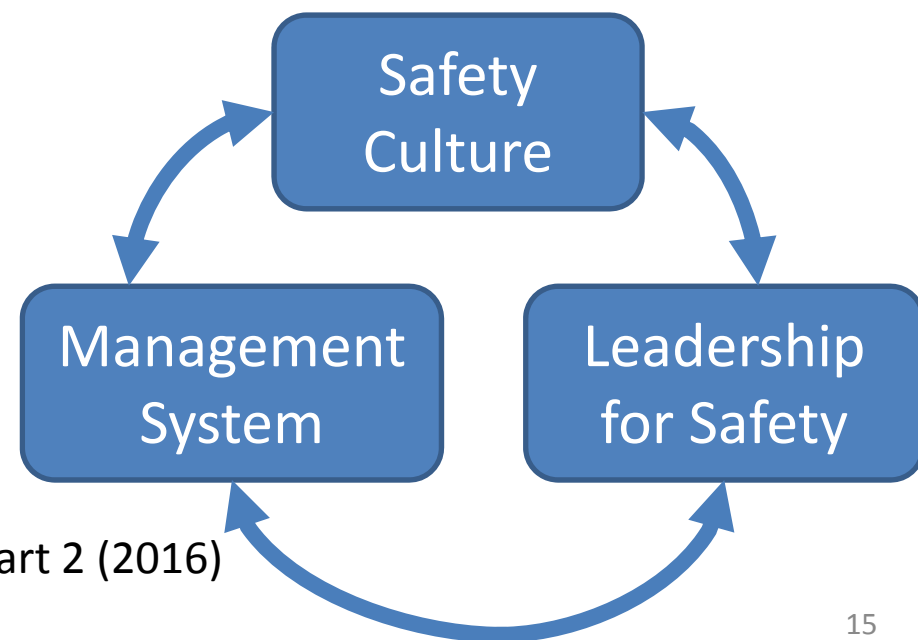 Safety
Culture
Management
System
Leadership
for Safety
art 2 (2016)
15